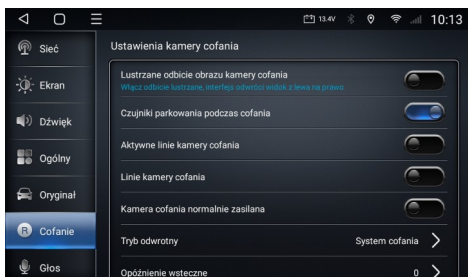 13.4V 10:13
Sieć
Ekran
Dźwięk
Ogólny
Oryginał
R Cofanie
Głos
Ustawienia kamery cofania
Lustrzane odbicie obrazu kamery cofania
Włącz odbicie lustrzane, interfejs odwróci widok z lewa na prawo
Czujniki parkowania podczas cofania
Aktywne linie kamery cofania
Linie kamery cofania
Kamera cofania normalnie zasilana
Tryb odwrotny System cofania
Opóźnienie wsteczne 0